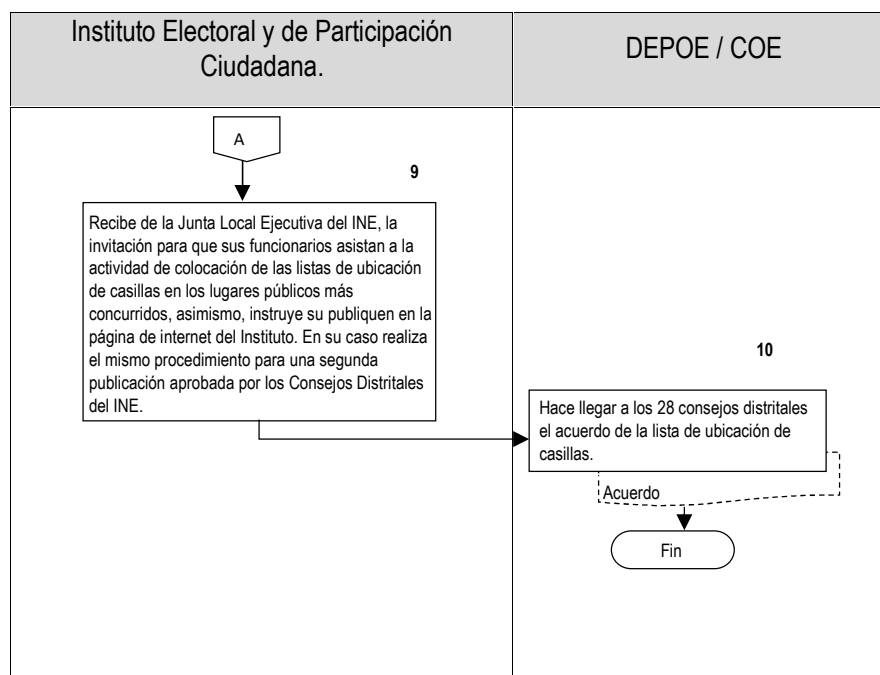 Instituto Electoral y de Participación
Ciudadana.
DEPOE / COE
A
9
Recibe de la Junta Local Ejecutiva del INE, la
invitación para que sus funcionarios asistan a la
actividad de colocación de las listas de ubicación
de casillas en los lugares públicos más
concurridos, asimismo, instruye su publiquen en la
página de internet del Instituto. En su caso realiza
el mismo procedimiento para una segunda
publicación aprobada por los Consejos Distritales
del INE.
10
Hace llegar a los 28 consejos distritales
el acuerdo de la lista de ubicación de
casillas.
Acuerdo
Fin